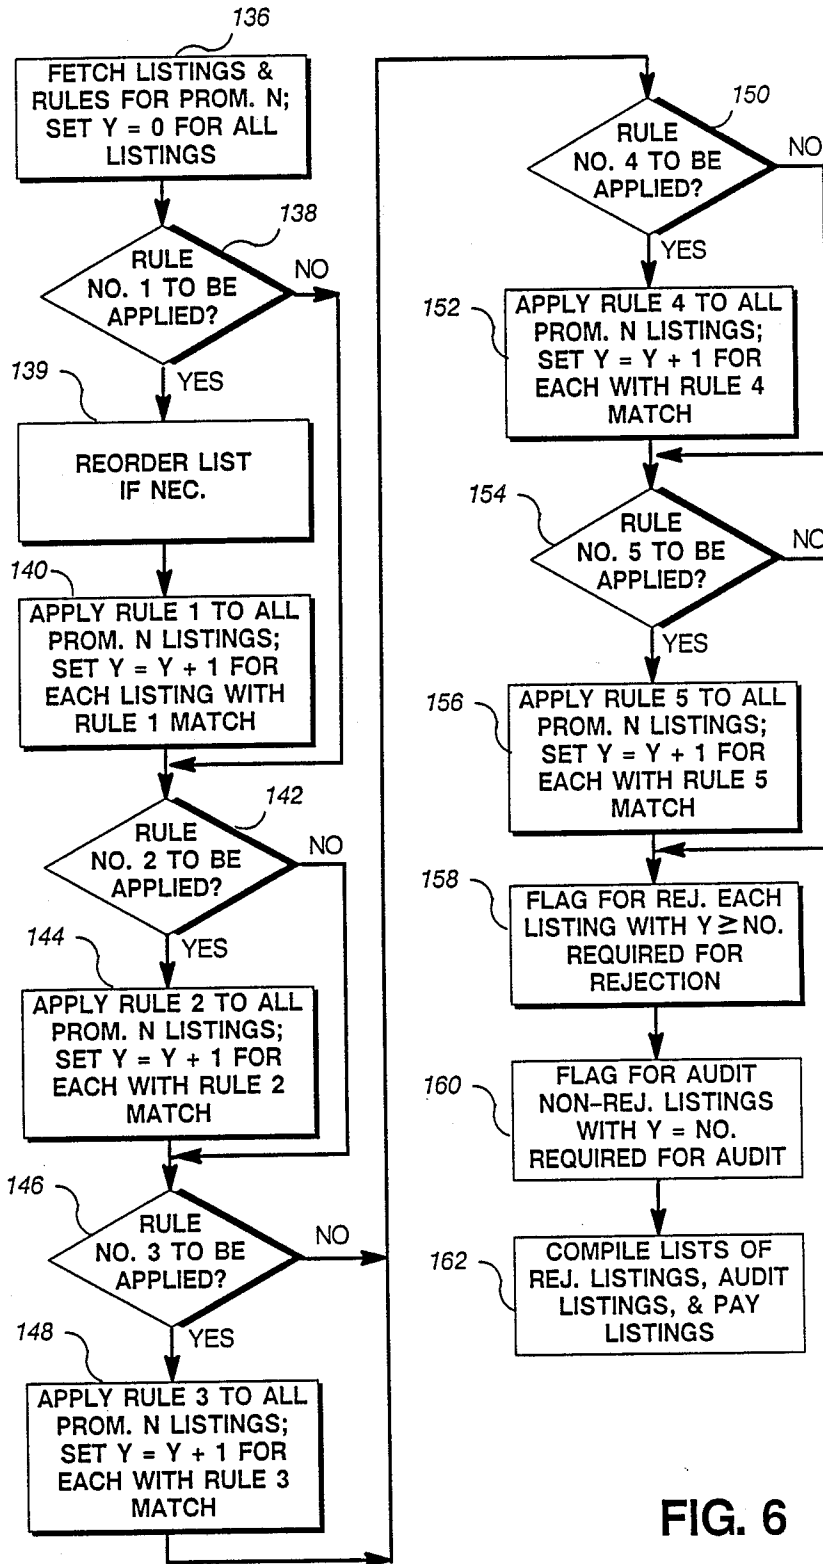 136
FETCH LISTINGS &
RULES FOR PROM. N;
SET Y = 0 FOR ALL
LISTINGS
138
RULE
NO. 1 TO BE
APPLIED?
NO
YES
139
REORDER LIST
IF NEC.
140
APPLY RULE 1 TO ALL
PROM. N LISTINGS;
SET Y = Y + 1 FOR
EACH LISTING WITH
RULE 1 MATCH
142
RULE
NO. 2 TO BE
APPLIED?
NO
YES
144
APPLY RULE 2 TO ALL
PROM. N LISTINGS;
SET Y = Y + 1 FOR
EACH WITH RULE 2
MATCH
146
RULE
NO. 3 TO BE
APPLIED?
NO
YES
148
APPLY RULE 3 TO ALL
PROM. N LISTINGS;
SET Y = Y + 1 FOR
EACH WITH RULE 3
MATCH
150
RULE
NO. 4 TO BE
APPLIED?
NO
YES
152
APPLY RULE 4 TO ALL
PROM. N LISTINGS;
SET Y = Y + 1 FOR
EACH WITH RULE 4
MATCH
154
RULE
NO. 5 TO BE
APPLIED?
NO
YES
156
APPLY RULE 5 TO ALL
PROM. N LISTINGS;
SET Y = Y + 1 FOR
EACH WITH RULE 5
MATCH
158
FLAG FOR REJ. EACH
LISTING WITH Y ≥ NO.
REQUIRED FOR
REJECTION
160
FLAG FOR AUDIT
NON-REJ. LISTINGS
WITH Y = NO.
REQUIRED FOR AUDIT
162
COMPILE LISTS OF
REJ. LISTINGS, AUDIT
LISTINGS, & PAY
LISTINGS
FIG. 6